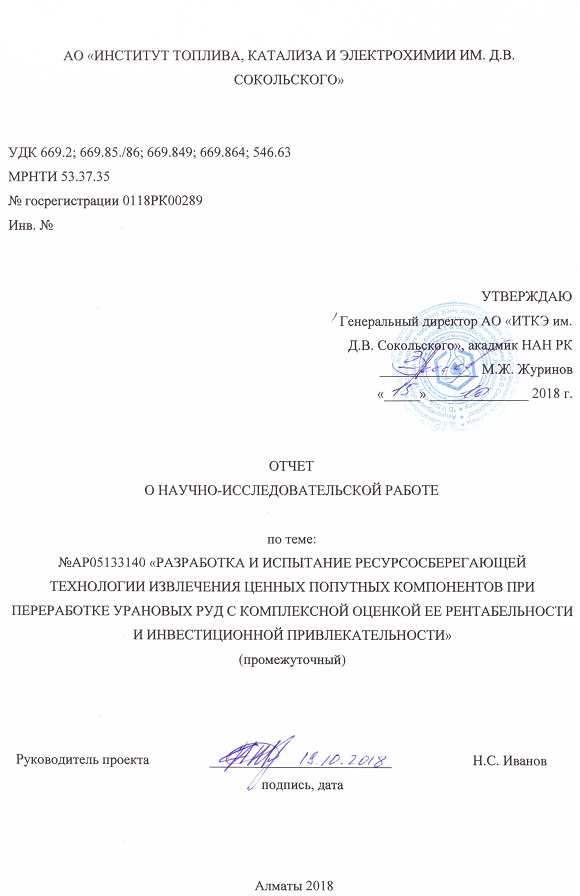 АО «ИНСТИТУТ ТОПЛИВА, КАТАЛИЗА И ЭЛЕКТРОХИМИИ ИМ. Д.В.
СОКОЛЬСКОГО»
УДК 669.2; 669.85./86; 669.849; 669.864; 546.63
МРНТИ 53.37.35
№ госрегистрации 0118РК00289
Инв. №
УТВЕРЖДАЮ
Генеральный директор АО «ИТКЭ им.
Д.В. Сокольского», акадмик НАН РК
М.Ж. Журинов
«15» 10 2018 г.
ОТЧЕТ
О НАУЧНО-ИССЛЕДОВАТЕЛЬСКОЙ РАБОТЕ
по теме:
№АР05133140 «РАЗРАБОТКА И ИСПЫТАНИЕ РЕСУРСОСБЕРЕГАЮЩЕЙ
ТЕХНОЛОГИИ ИЗВЛЕЧЕНИЯ ЦЕННЫХ ПОПУТНЫХ КОМПОНЕНТОВ ПРИ
ПЕРЕРАБОТКЕ УРАНОВЫХ РУД С КОМПЛЕКСНОЙ ОЦЕНКОЙ ЕЕ РЕНТАБЕЛЬНОСТИ
И ИНВЕСТИЦИОННОЙ ПРИВЛЕКАТЕЛЬНОСТИ»
(промежуточный)
Руководитель проекта 19.10.2018 Н.С. Иванов
подпись, дата
Алматы 2018